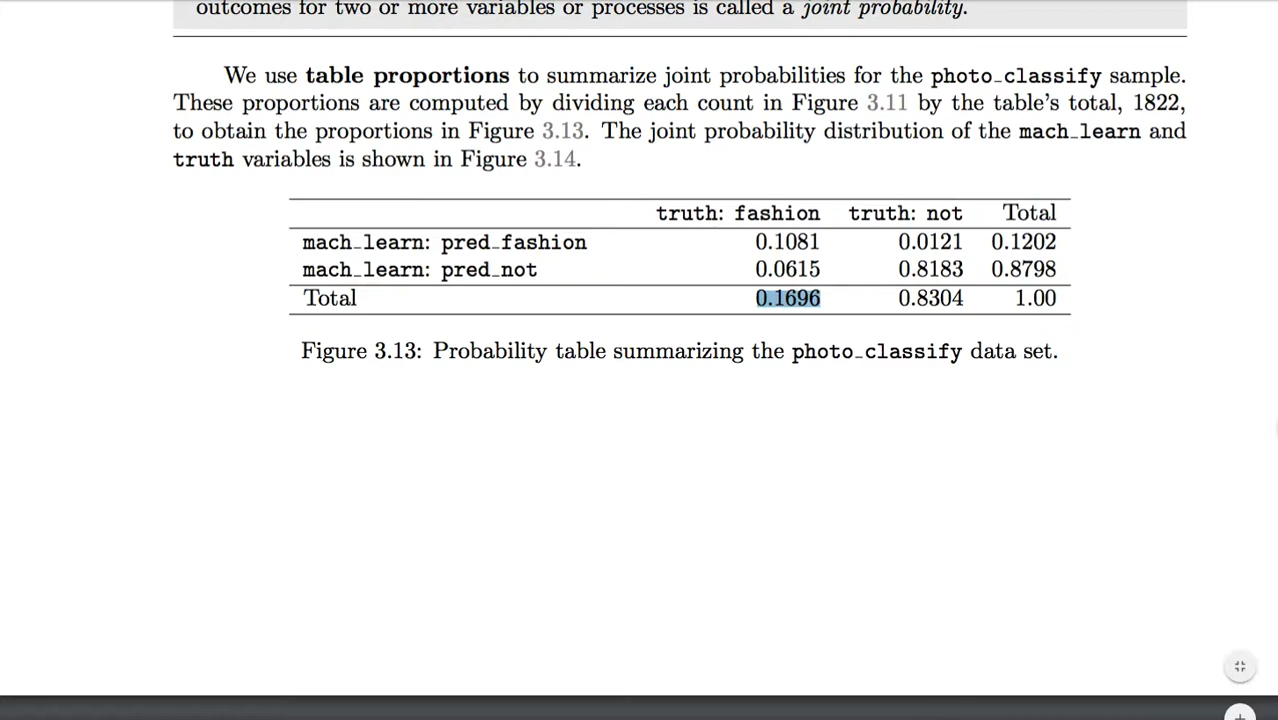 outcomes for two or more variables or processes is called a joint probability.
We use table proportions to summarize joint probabilities for the photo_classify sample.
These proportions are computed by dividing each count in Figure 3.11 by the table's total, 1822,
to obtain the proportions in Figure 3.13. The joint probability distribution of the mach_learn and
truth variables is shown in Figure 3.14.
truth: fashion truth: not Total
mach_learn: pred_fashion 0.1081 0.0121 0.1202
mach_learn: pred_not 0.0615 0.8183 0.8798
Total 0.1696 0.8304 1.00
Figure 3.13: Probability table summarizing the photo_classify data set.